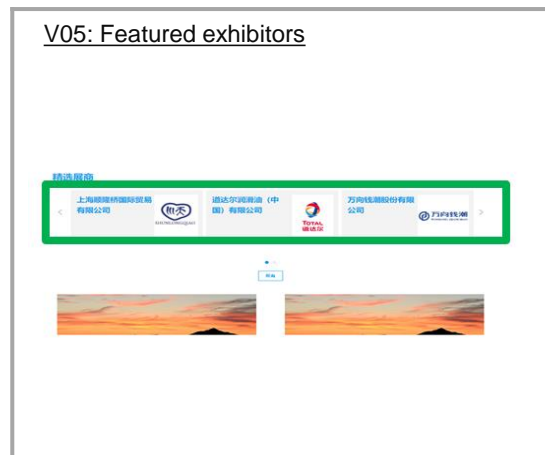 V05: Featured exhibitors
精选展商
上海顺隆桥国际贸易
有限公司
道达尔润滑油（中
国）有限公司
TOTAL
道达尔
万向钱潮股份有限
公司
万向钱潮